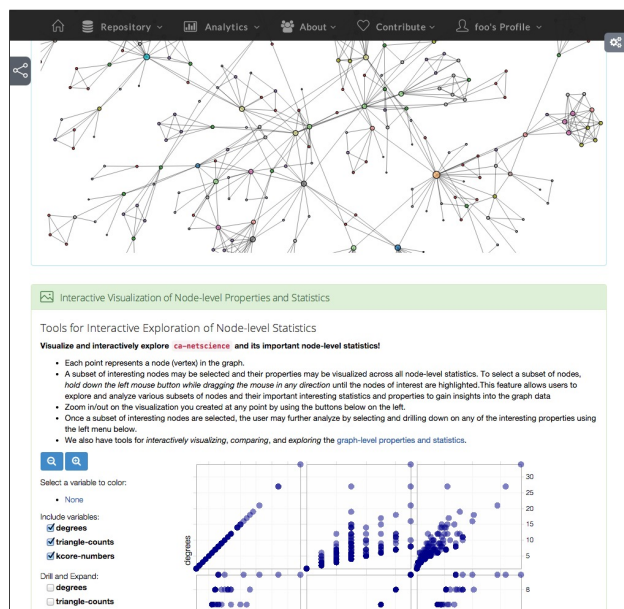 Repository Analytics About Contribute foo's Profile
Interactive Visualization of Node-level Properties and Statistics
Tools for Interactive Exploration of Node-level Statistics
Visualize and interactively explore ca-netscience and its important node-level statistics!
• Each point represents a node (vertex) in the graph.
• A subset of interesting nodes may be selected and their properties may be visualized across all node-level statistics. To select a subset of nodes,
hold down the left mouse button while dragging the mouse in any direction until the nodes of interest are highlighted.This feature allows users to
explore and analyze various subsets of nodes and their important interesting statistics and properties to gain insights into the graph data
• Zoom in/out on the visualization you created at any point by using the buttons below on the left.
• Once a subset of interesting nodes are selected, the user may further analyze by selecting and drilling down on any of the interesting properties using
the left menu below.
• We also have tools for interactively visualizing, comparing, and exploring the graph-level properties and statistics.
Select a variable to color:
• None
Include variables:
degrees
triangle-counts
kcore-numbers
Drill and Expand:
degrees
triangle-counts
degrees
30
25
20
15
10
5
8